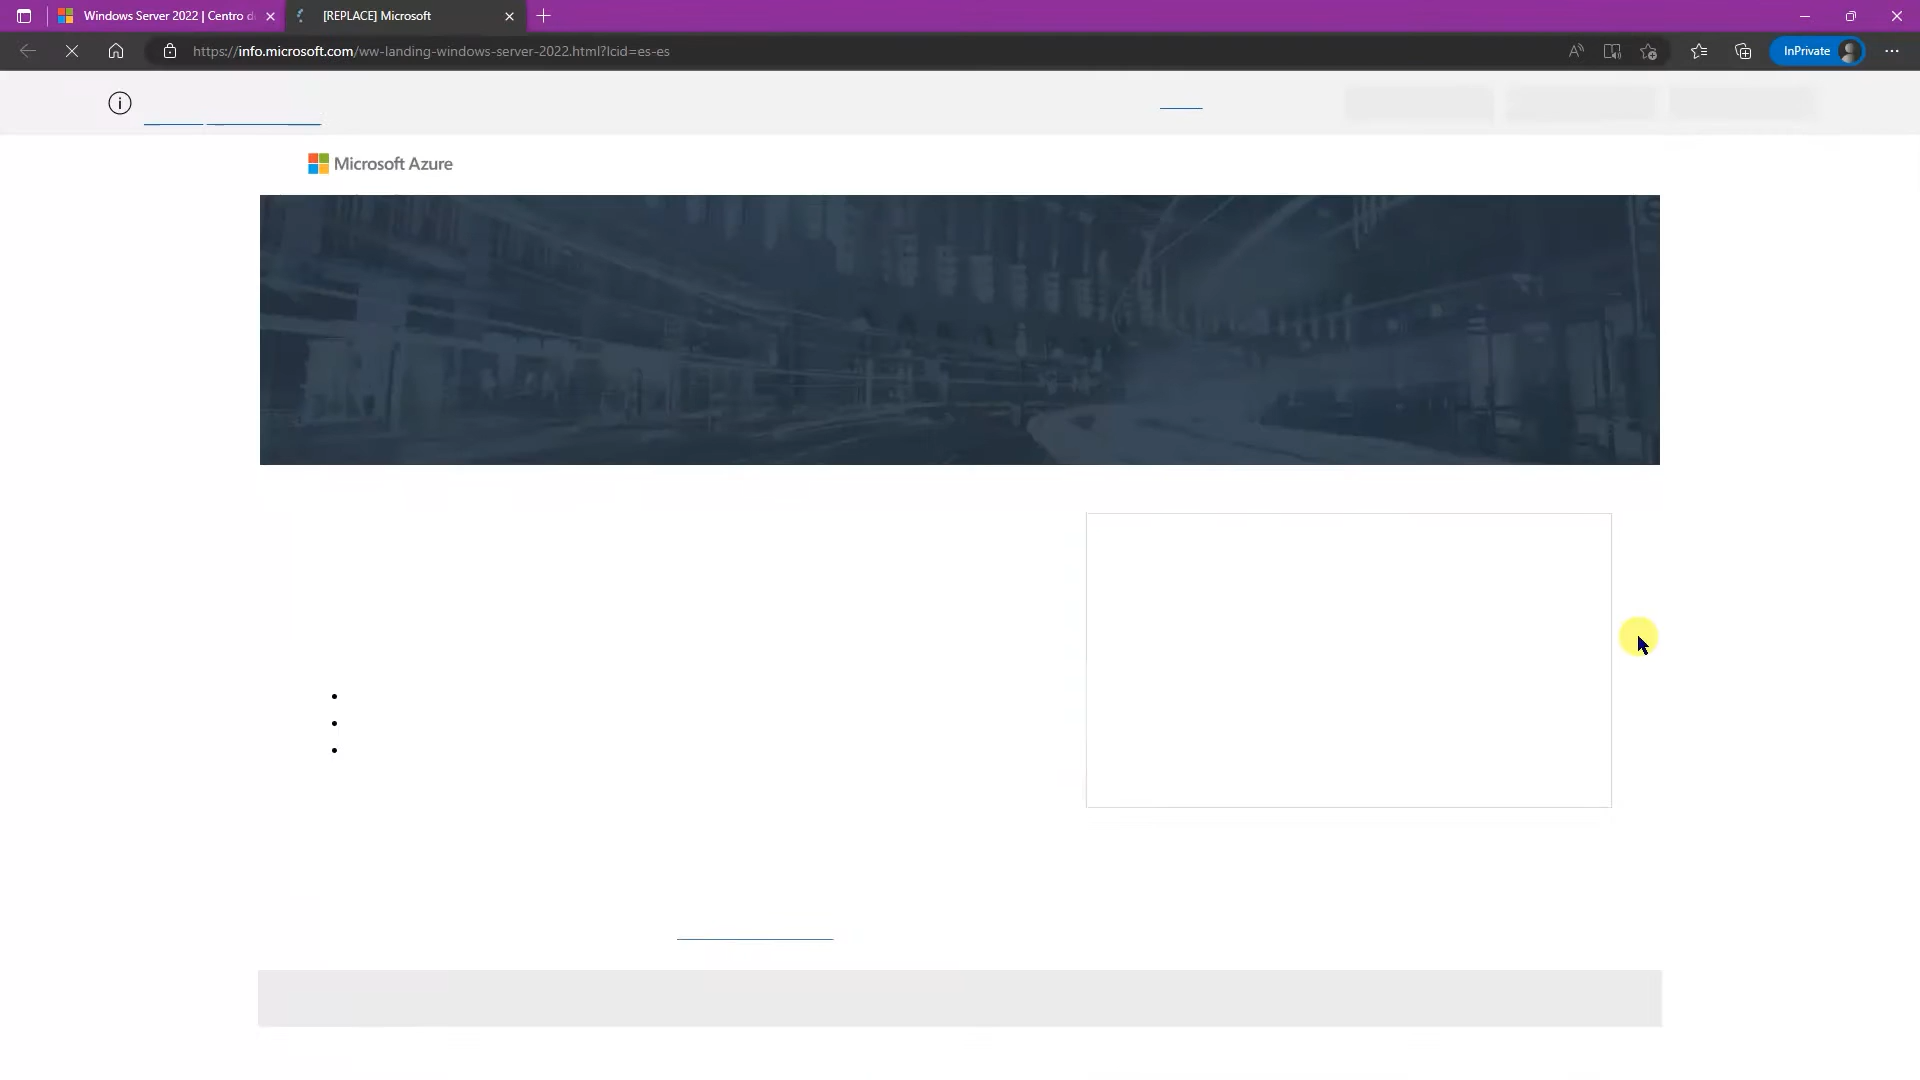 Windows Server 2022 | Centro d
[REPLACE] Microsoft
https://info.microsoft.com/ww-landing-windows-server-2022.html?lcid=es-es
InPrivate
Microsoft Azure